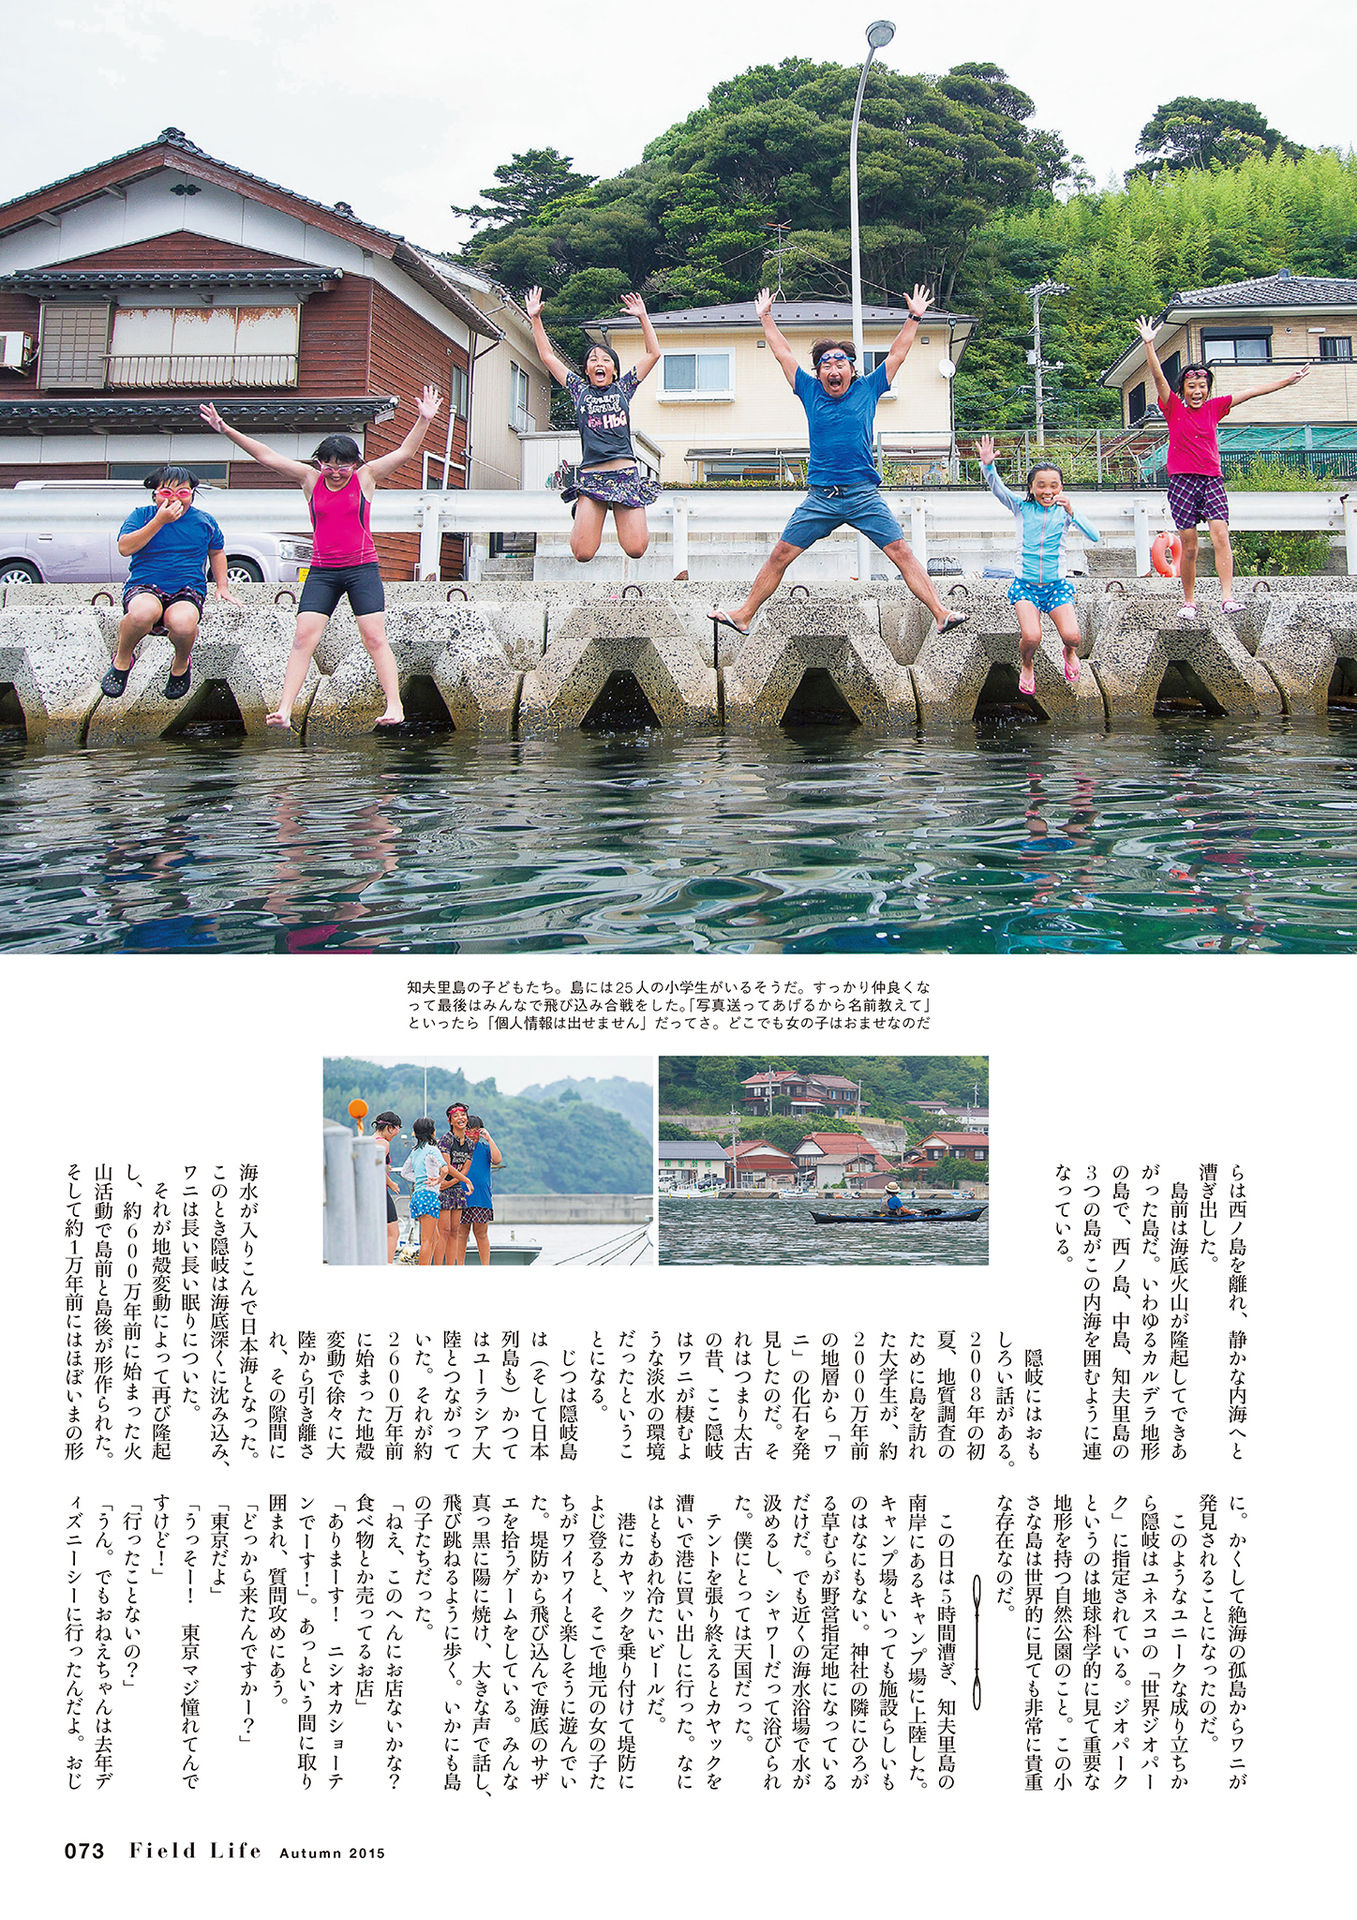 知夫里島の子どもたち。島には25人の小学生がいるそうだ。すっかり仲良くな
って最後はみんなで飛び込み合戦をした。「写真送ってあげるから名前教えて」
といったら「個人情報は出せません」だってさ。どこでも女の子はおませなのだ
らは西ノ島を離れ、静かな内海へと
漕ぎ出した。
島前は海底火山が隆起してできあ
がった島だ。いわゆるカルデラ地形
の島で、西ノ島、中島、知夫里島の
3つの島がこの内海を囲むように連
なっている。
隠岐にはおも
しろい話がある。
2008年の初
夏、地質調査の
ために島を訪れ
た大学生が、約
2000万年前
の地層から「ワ
ニ」の化石を発
見したのだ。そ
れはつまり太古
の昔、ここ隠岐
はワニが棲むよ
うな淡水の環境
だったというこ
とになる。
じつは隠岐島
は（そして日本
列島も）かつて
はユーラシア大
陸とつながって
いた。それが約
2600万年前
に始まった地殻
変動で徐々に大
陸から引き離さ
れ、その隙間に
海水が入りこんで日本海となった。
このとき隠岐は海底深くに沈み込み、
ワニは長い長い眠りについた。
それが地殻変動によって再び隆起
し、約600万年前に始まった火
山活動で島前と島後が形作られた。
そして約1万年前にはほぼいまの形
に。かくして絶海の孤島からワニが
発見されることになったのだ。
このようなユニークな成り立ちか
ら隠岐はユネスコの「世界ジオパー
ク」に指定されている。ジオパーク
というのは地球科学的に見て重要な
地形を持つ自然公園のこと。この小
さな島は世界的に見ても非常に貴重
な存在なのだ。
この日は5時間漕ぎ、知夫里島の
南岸にあるキャンプ場に上陸した。
キャンプ場といっても施設らしいも
のはなにもない。神社の隣にひろが
る草むらが野営指定地になっている
だけだ。でも近くの海水浴場で水が
汲めるし、シャワーだって浴びられ
た。僕にとっては天国だった。
テントを張り終えるとカヤックを
漕いで港に買い出しに行った。なに
はともあれ冷たいビールだ。
港にカヤックを乗り付けて堤防に
よじ登ると、そこで地元の女の子た
ちがワイワイと楽しそうに遊んでい
た。堤防から飛び込んで海底のサザ
エを拾うゲームをしている。みんな
真っ黒に陽に焼け、大きな声で話し、
飛び跳ねるように歩く。いかにも島
の子たちだった。
「ねえ、このへんにお店ないかな？
食べ物とか売ってるお店」
「ありまーす！　ニシオカショーテ
ンでーす！」。あっという間に取り
囲まれ、質問攻めにあう。
「どっから来たんですかー？」
「東京だよ」
「うっそー！　東京マジ憧れてんで
すけど！」
「行ったことないの？」
「うん。でもおねえちゃんは去年デ
ィズニーシーに行ったんだよ。おじ
073 Field Life Autumn 2015